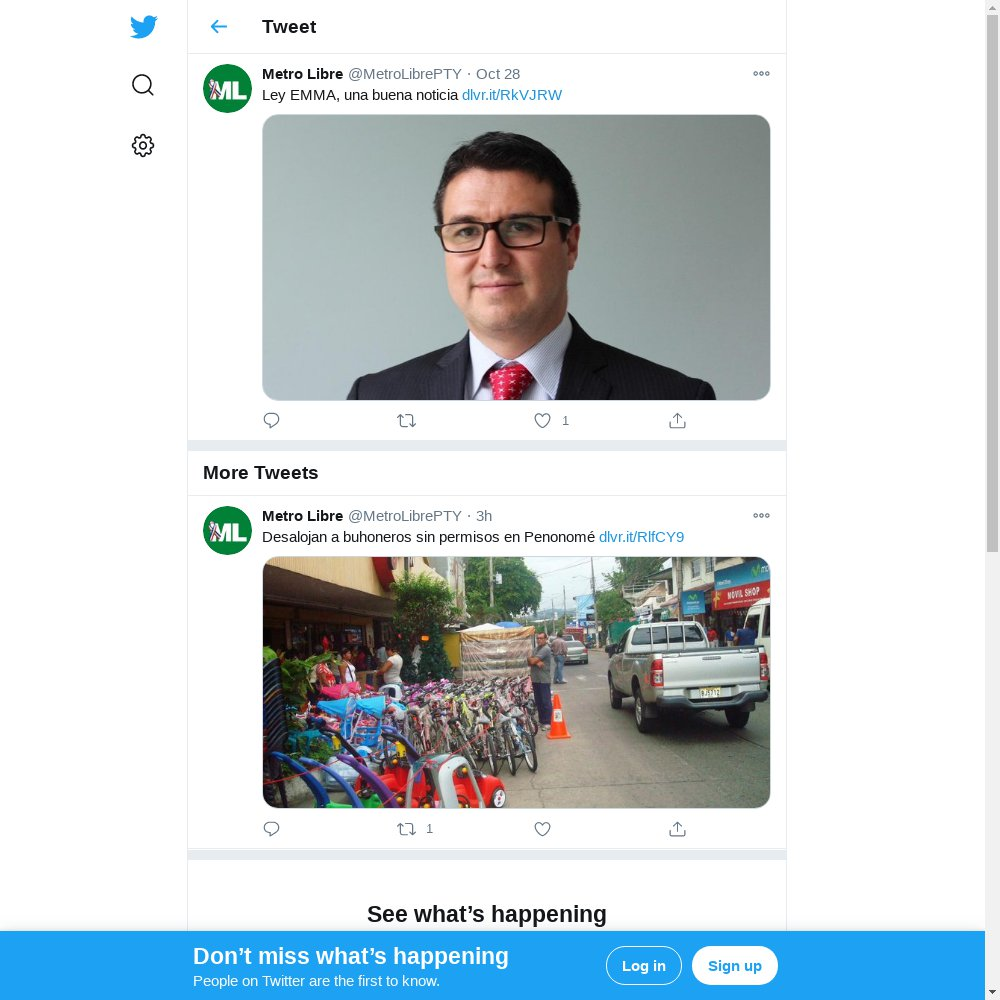 Tweet
ML
Metro Libre @MetroLibrePTY · Oct 28
Ley EMMA, una buena noticia dlvr.it/RkVJRW
1
More Tweets
ML
Metro Libre @MetroLibrePTY · 3h
Desalojan a buhoneros sin permisos en Penonomé dlvr.it/RlfCY9
MÓVIL SHOP
1
See what’s happening
Don’t miss what’s happening
People on Twitter are the first to know.
Log in
Sign up